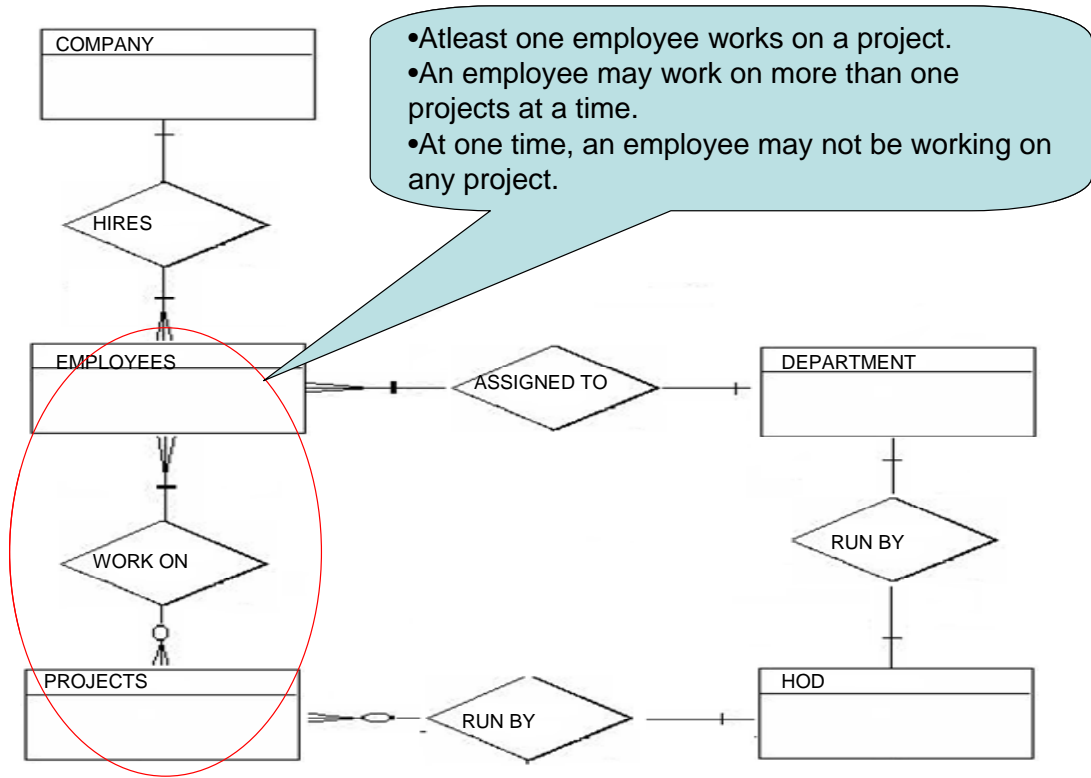 COMPANY
•Atleast one employee works on a project.
•An employee may work on more than one
projects at a time.
•At one time, an employee may not be working on
any project.
HIRES
EMPLOYEES
ASSIGNED TO
DEPARTMENT
WORK ON
RUN BY
PROJECTS
RUN BY
HOD